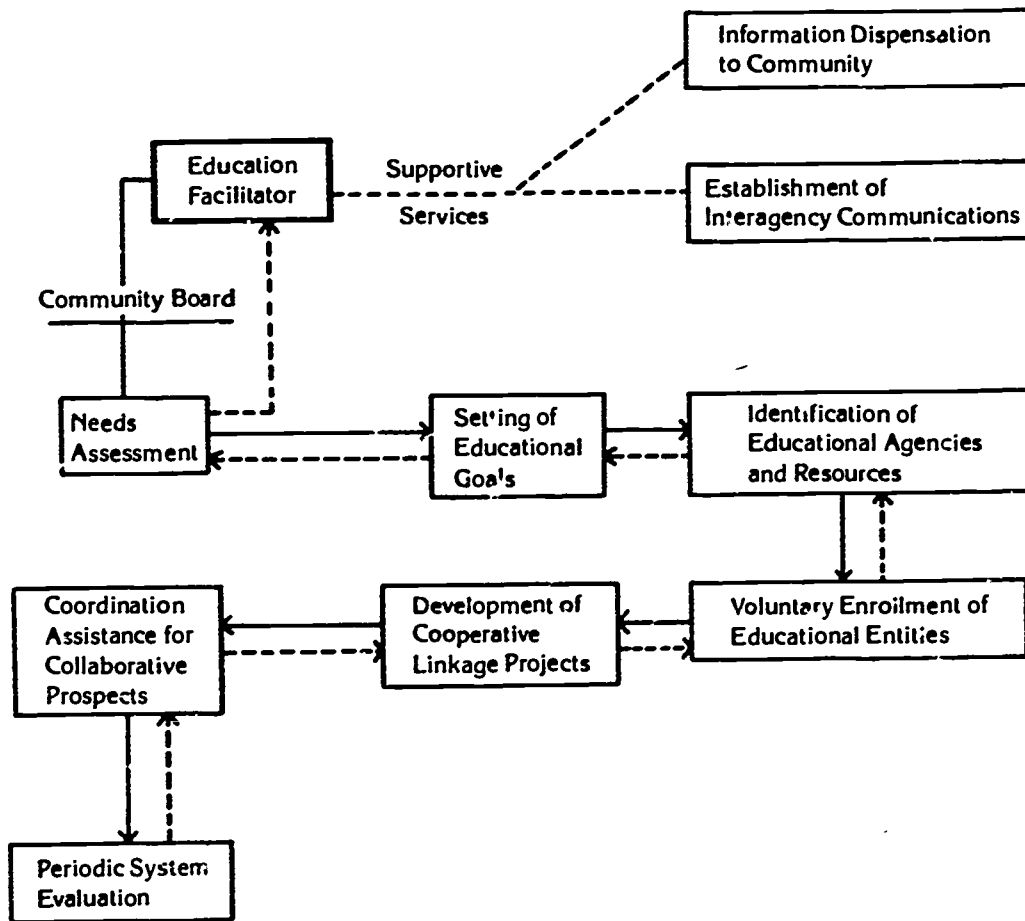 Information Dispensation
to Community
Education
Facilitator
Supportive
Services
Establishment of
Interagency Communications
Community Board
Needs
Assessment
Setting of
Educational
Goals
Identification of
Educational Agencies
and Resources
Coordination
Assistance for
Collaborative
Prospects
Development of
Cooperative
Linkage Projects
Voluntary Enrollment of
Educational Entities
Periodic System
Evaluation